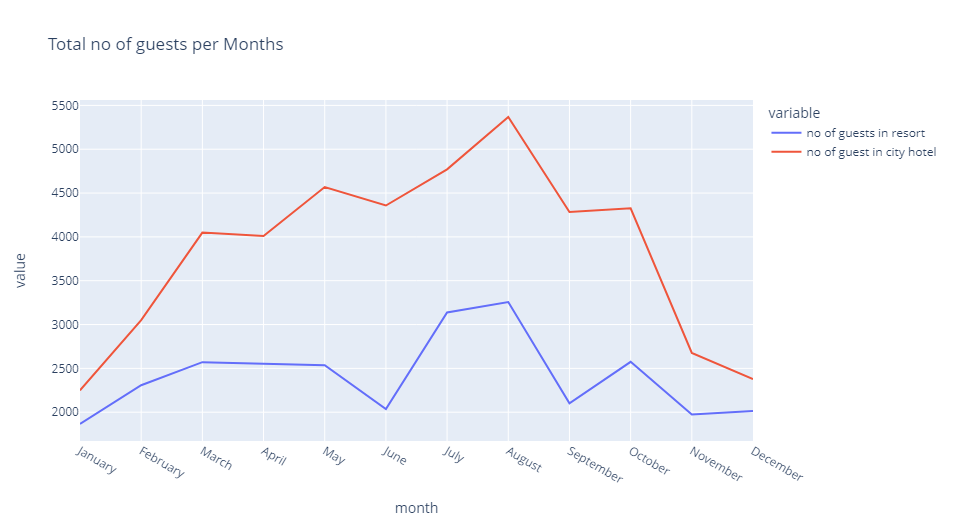 Total no of guests per Months
5500
5000
4500
4000
3500
3000
2500
2000
value
January
February
March
April
May
June
July
August
September
October
November
December
month
variable
no of guests in resort
no of guest in city hotel